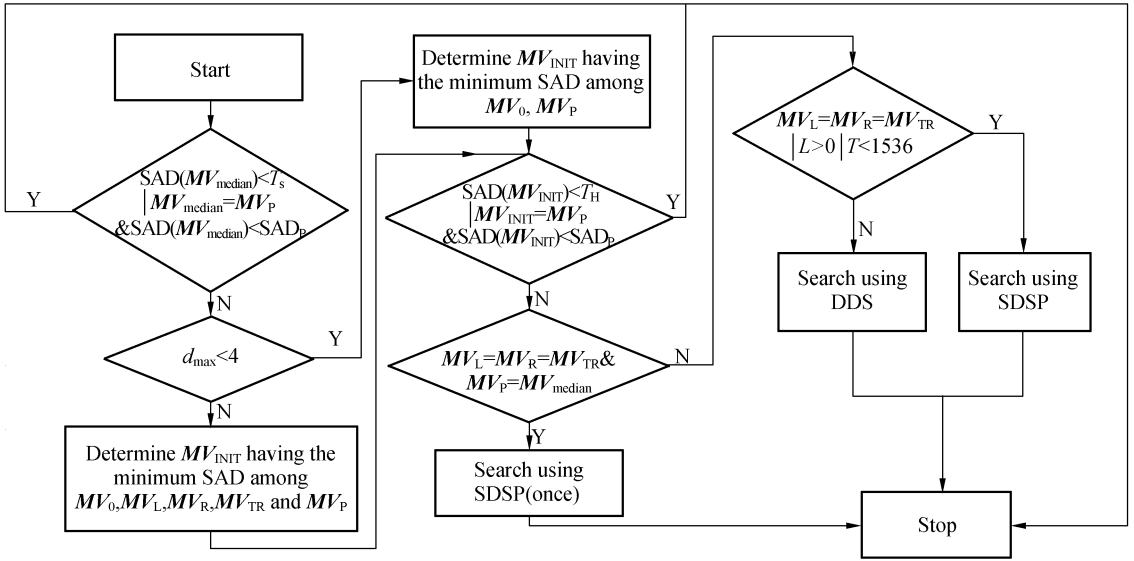 Start
SAD(MVmedian)<Ts
|MVmedian=MVP
&SAD(MVmedian)<SADP
Y
N
dmax<4
Y
N
Determine MVINIT having the
minimum SAD among
MV0,MVL,MVR,MVTR and MVP
Determine MVINIT having
the minimum SAD among
MV0, MVP
SAD(MVINIT)<TH
|MVINIT=MVP
&SAD(MVINIT)<SADP
Y
N
MVL=MVR=MVTR&
MVP=MVmedian
N
Y
Search using
SDSP(once)
MVL=MVR=MVTR
|L>0|T<1536
Y
N
Search using
DDS
Search using
SDSP
Stop